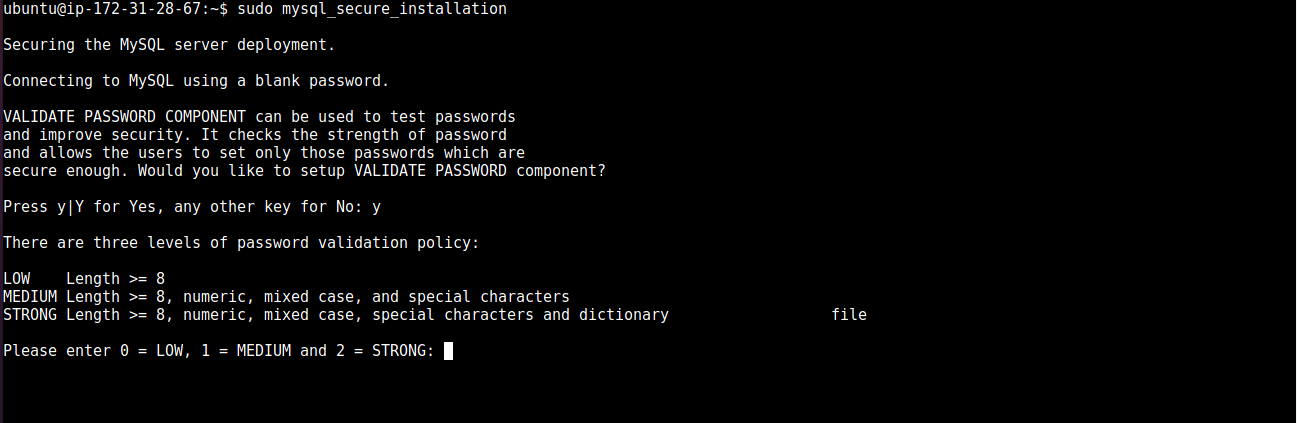 ubuntu@ip-172-31-28-67:~$ sudo mysql_secure_installation
Securing the MySQL server deployment.
Connecting to MySQL using a blank password.
VALIDATE PASSWORD COMPONENT can be used to test passwords
and improve security. It checks the strength of password
and allows the users to set only those passwords which are
secure enough. Would you like to setup VALIDATE PASSWORD component?
Press y|Y for Yes, any other key for No: y
There are three levels of password validation policy:
LOW    Length >= 8
MEDIUM Length >= 8, numeric, mixed case, and special characters
STRONG Length >= 8, numeric, mixed case, special characters and dictionary                  file
Please enter 0 = LOW, 1 = MEDIUM and 2 = STRONG: